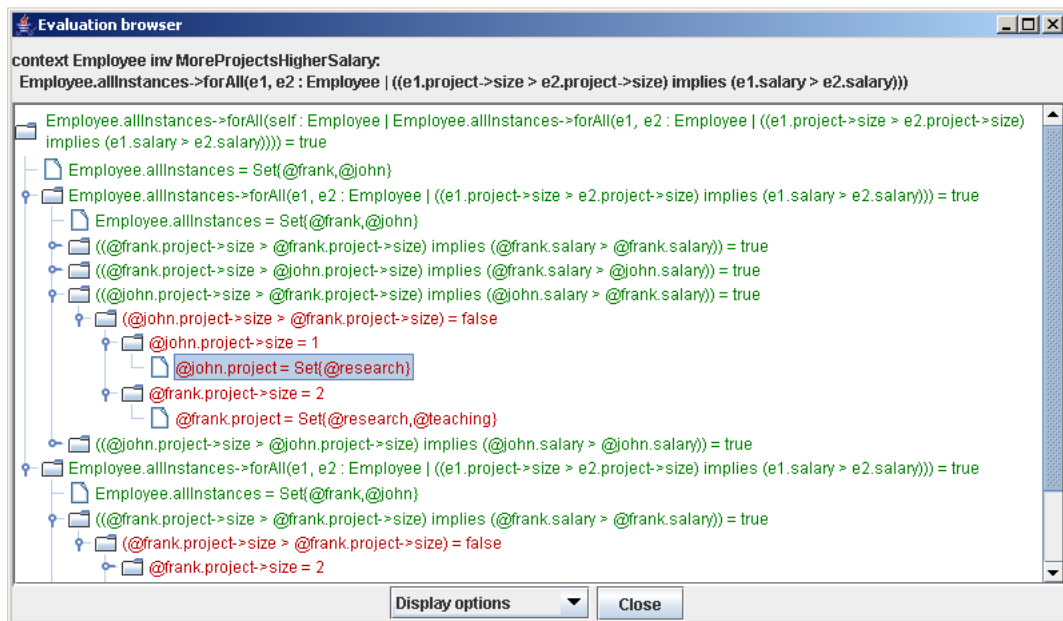 Evaluation browser
context Employee inv MoreProjectsHigherSalary:
Employee.allInstances->forAll(e1, e2 : Employee | ((e1.project->size > e2.project->size) implies (e1.salary > e2.salary)))
Employee.allInstances->forAll(self : Employee | Employee.allInstances->forAll(e1, e2 : Employee | ((e1.project->size > e2.project->size)
implies (e1.salary > e2.salary)))) = true
Employee.allInstances = Set{@frank,@john}
Employee.allInstances->forAll(e1, e2 : Employee | ((e1.project->size > e2.project->size) implies (e1.salary > e2.salary))) = true
Employee.allInstances = Set{@frank,@john}
((@frank.project->size > @frank.project->size) implies (@frank.salary > @frank.salary)) = true
((@frank.project->size > @john.project->size) implies (@frank.salary > @john.salary)) = true
((@john.project->size > @frank.project->size) implies (@john.salary > @frank.salary)) = true
(@john.project->size > @frank.project->size) = false
@john.project->size = 1
@john.project = Set{@research}
@frank.project->size = 2
@frank.project = Set{@research,@teaching}
((@john.project->size > @john.project->size) implies (@john.salary > @john.salary)) = true
Employee.allInstances->forAll(e1, e2 : Employee | ((e1.project->size > e2.project->size) implies (e1.salary > e2.salary))) = true
Employee.allInstances = Set{@frank,@john}
((@frank.project->size > @frank.project->size) implies (@frank.salary > @frank.salary)) = true
(@frank.project->size > @frank.project->size) = false
@frank.project->size = 2
Display options
Close